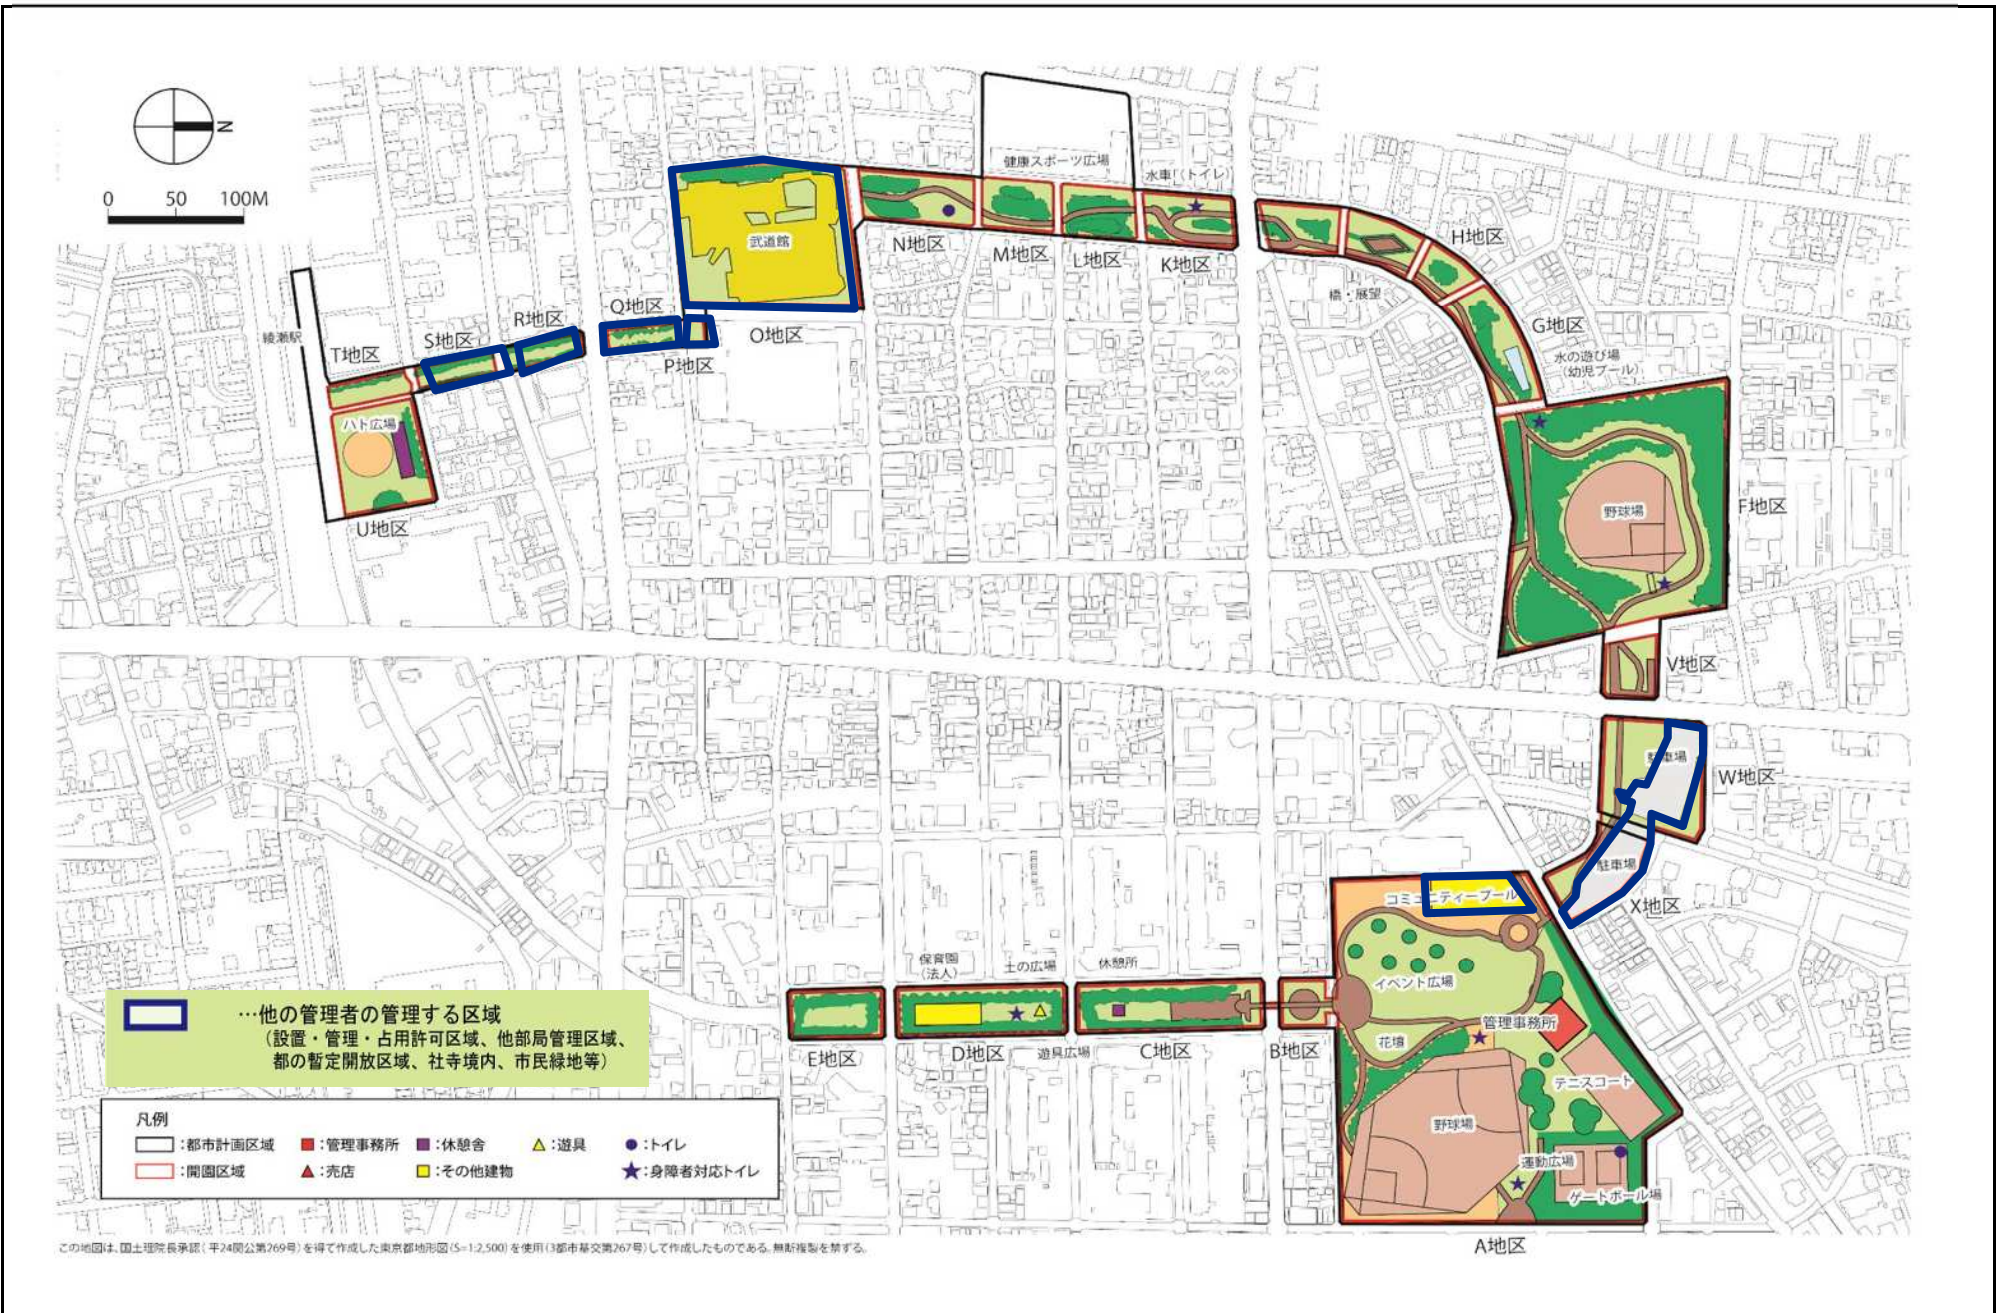 N
0 50 100M
健康スポーツ広場
水車(トイレ)
武道館
N地区
M地区
L地区
K地区
H地区
橋・展望
G地区
水の遊び場
(幼児プール)
綾瀬駅
T地区
S地区
R地区
Q地区
P地区
O地区
ハト広場
U地区
野球場
F地区
V地区
駐車場
W地区
駐車場
X地区
コミュニティープール
イベント広場
管理事務所
花壇
テニスコート
野球場
運動広場
ゲートボール場
A地区
保育園
(法人)
土の広場
休憩所
E地区
D地区
遊具広場
C地区
B地区
…他の管理者の管理する区域
(設置・管理・占用許可区域、他部局管理区域、
都の暫定開放区域、社寺境内、市民緑地等)
凡例
:都市計画区域 :管理事務所 :休憩舎 :遊具 :トイレ
:開園区域 :売店 :その他建物 :身障者対応トイレ
この地図は、国土地理院長承認(平24関公第269号)を得て作成した東京都地形図(S=1:2,500)を使用(3都市基交第267号)して作成したものである。無断複製を禁ずる。